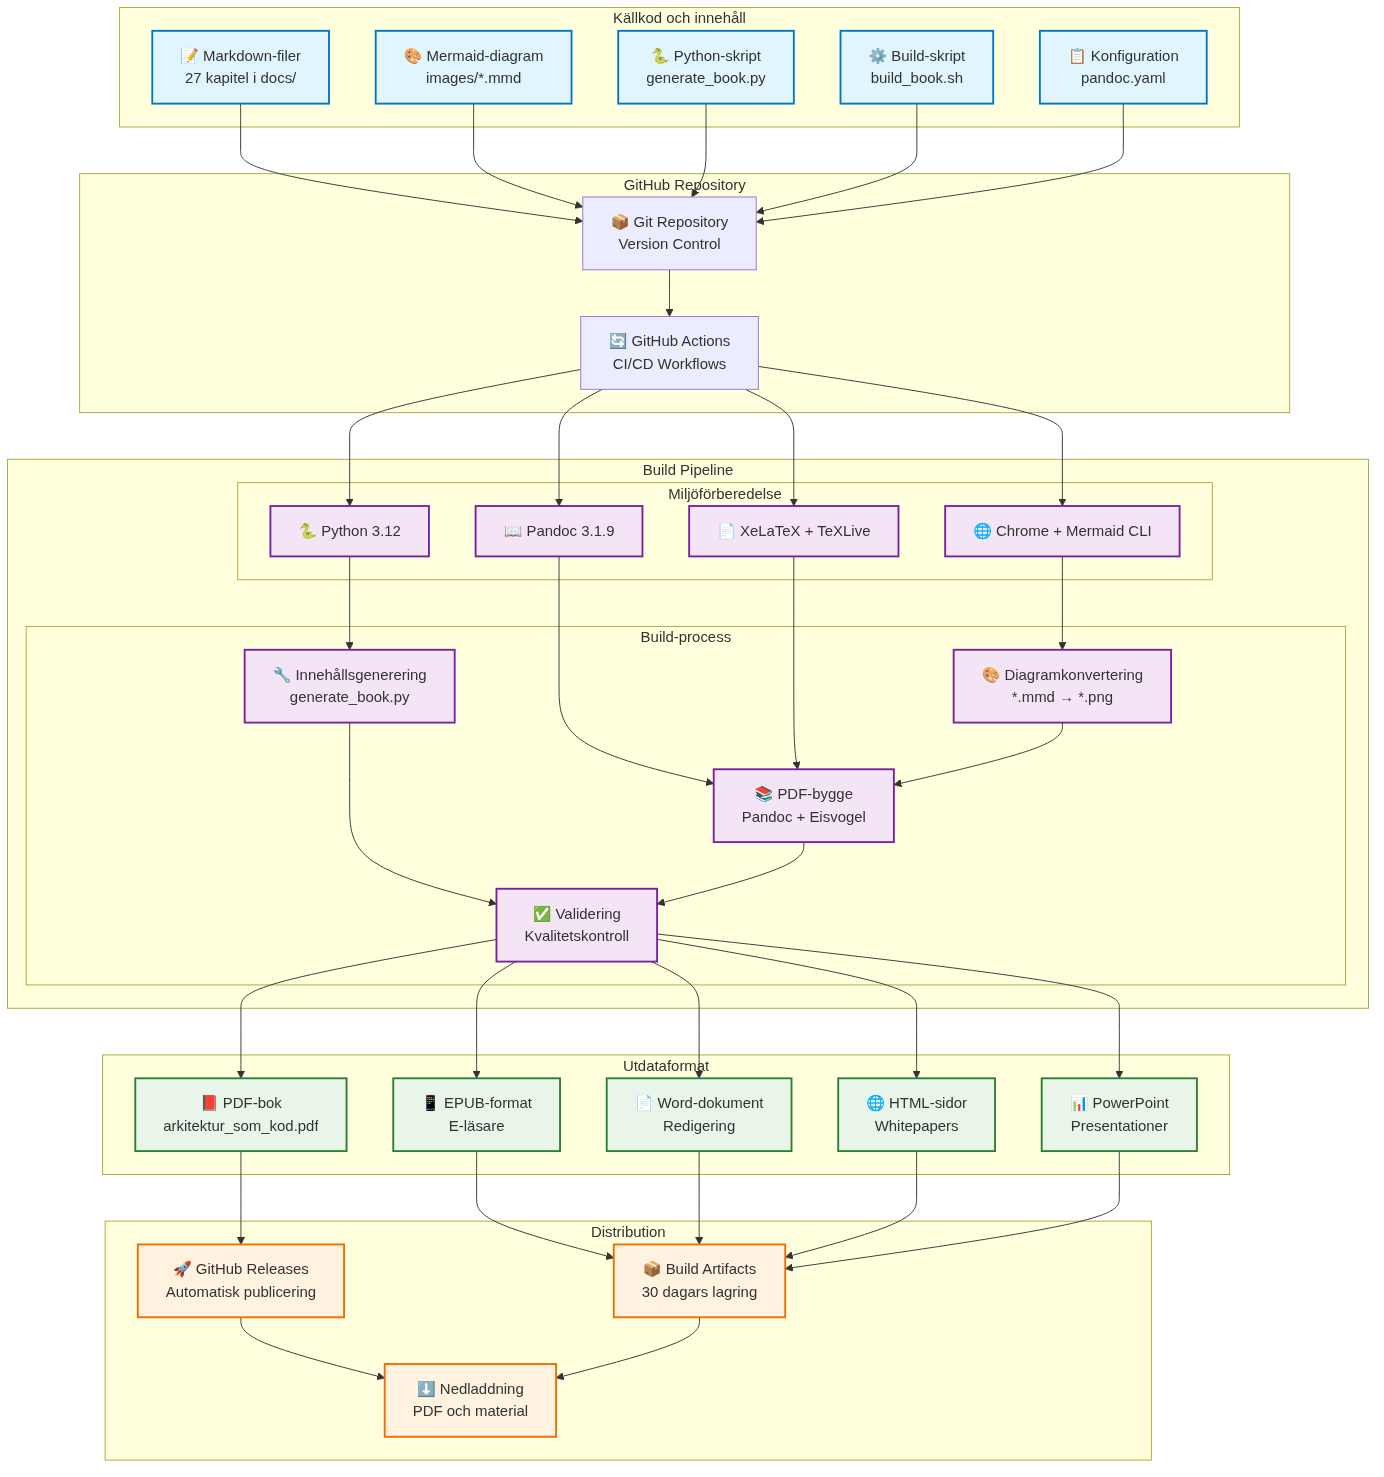 Källkod och innehåll
📝 Markdown-filer
27 kapitel i docs/
🎨 Mermaid-diagram
images/*.mmd
🐍 Python-skript
generate_book.py
⚙️ Build-skript
build_book.sh
📋 Konfiguration
pandoc.yaml
GitHub Repository
📦 Git Repository
Version Control
🔄 GitHub Actions
CI/CD Workflows
Build Pipeline
Miljöförberedelse
🐍 Python 3.12
📖 Pandoc 3.1.9
📄 XeLaTeX + TeXLive
🌐 Chrome + Mermaid CLI
Build-process
🔧 Innehållsgenerering
generate_book.py
🎨 Diagramkonvertering
*.mmd → *.png
📚 PDF-bygge
Pandoc + Eisvogel
✅ Validering
Kvalitetskontroll
Utdataformat
📕 PDF-bok
arkitektur_som_kod.pdf
📱 EPUB-format
E-läsare
📄 Word-dokument
Redigering
🌐 HTML-sidor
Whitepapers
📊 PowerPoint
Presentationer
Distribution
🚀 GitHub Releases
Automatisk publicering
📦 Build Artifacts
30 dagars lagring
⬇️ Nedladdning
PDF och material